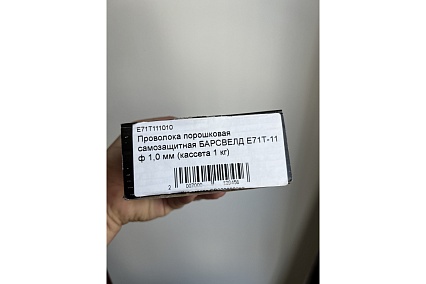 E71T111010
Проволока порошковая
самозащитная БАРСВЕЛД E71T-11
ф 1,0 мм (кассета 1 кг)